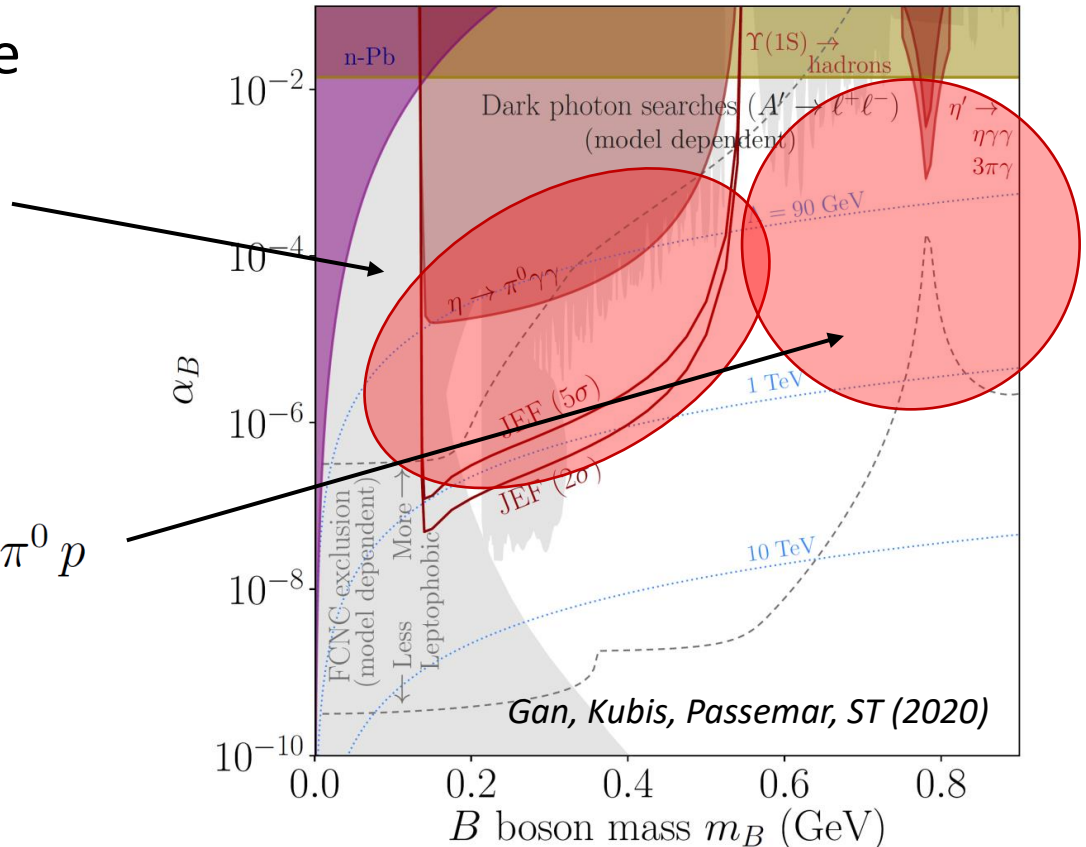 e
n-Pb
ϒ(1S) →
hadrons
10⁻²
Dark photon searches (A′ → ℓ⁺ℓ⁻)
(model dependent)
η′ →
ηγγ
3πγ
= 90 GeV
10⁻⁴
η → π⁰γγ
α_B
1 TeV
10⁻⁶
JEF (5σ)
JEF (2σ)
π⁰ p
FCNC exclusion
(model dependent)
← Less More →
Leptophobic
10 TeV
10⁻⁸
Gan, Kubis, Passemar, ST (2020)
10⁻¹⁰
0.0 0.2 0.4 0.6 0.8
B boson mass m_B (GeV)